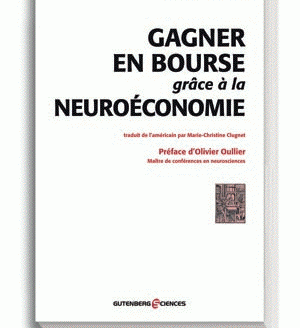 GAGNER
EN BOURSE
grâce à la
NEUROÉCONOMIE
traduit de l'américain par Marie-Christine Clugnet
Préface d'Olivier Oullier
Maître de conférences en neurosciences
GUTENBERG SCIENCES